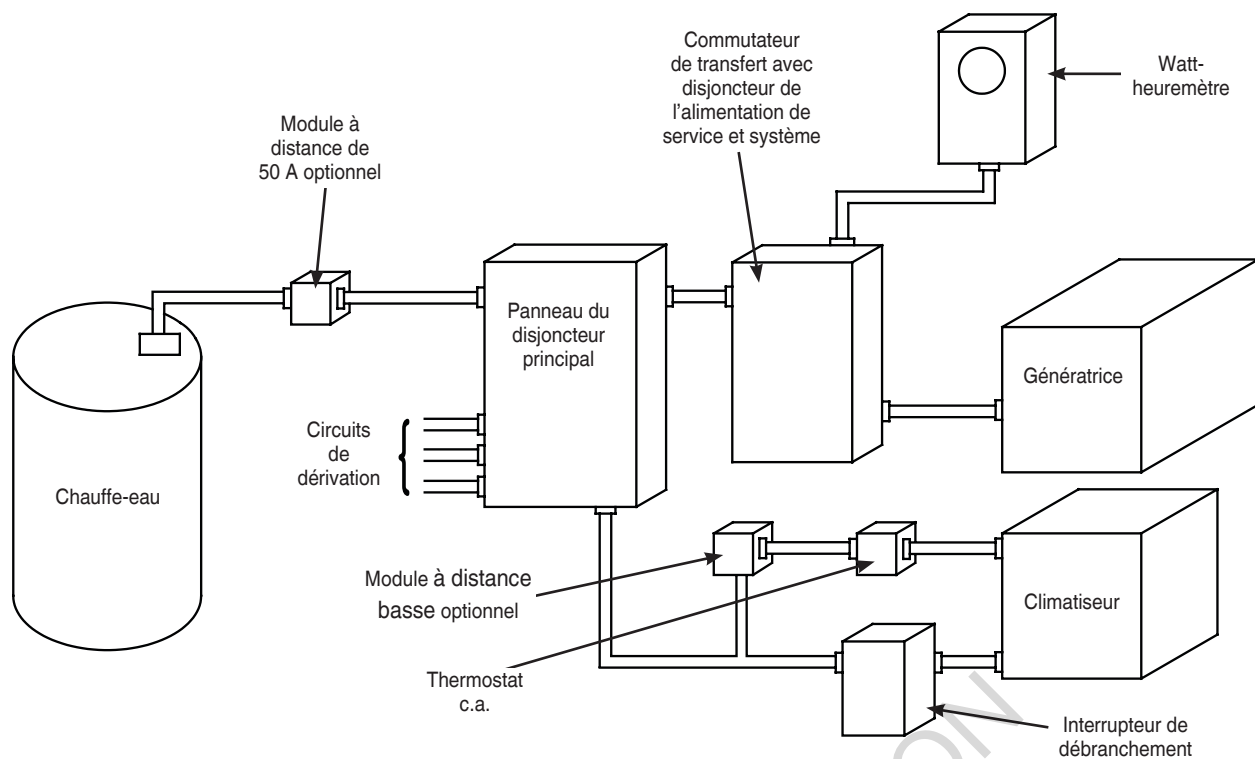 Commutateur
de transfert avec
disjoncteur de
l'alimentation de
service et système
Watt-
heuremètre
Module à
distance de
50 A optionnel
Panneau du
disjoncteur
principal
Génératrice
Circuits
de
dérivation
Chauffe-eau
Module à distance
basse optionnel
Climatiseur
Thermostat
c.a.
Interrupteur de
débranchement